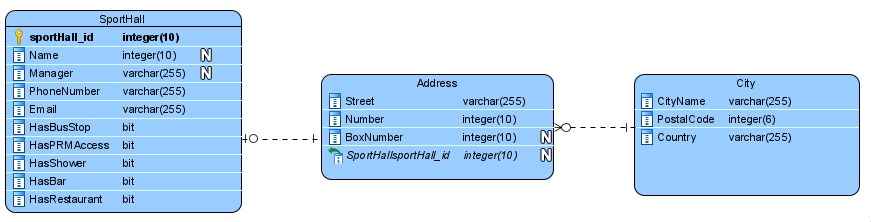 SportHall
sportHall_id integer(10)
Name integer(10) N
Manager varchar(255) N
PhoneNumber varchar(255)
Email varchar(255)
HasBusStop bit
HasPRMAccess bit
HasShower bit
HasBar bit
HasRestaurant bit
Address
Street varchar(255)
Number integer(10)
BoxNumber integer(10) N
SportHallsportHall_id integer(10) N
City
CityName varchar(255)
PostalCode integer(6)
Country varchar(255)